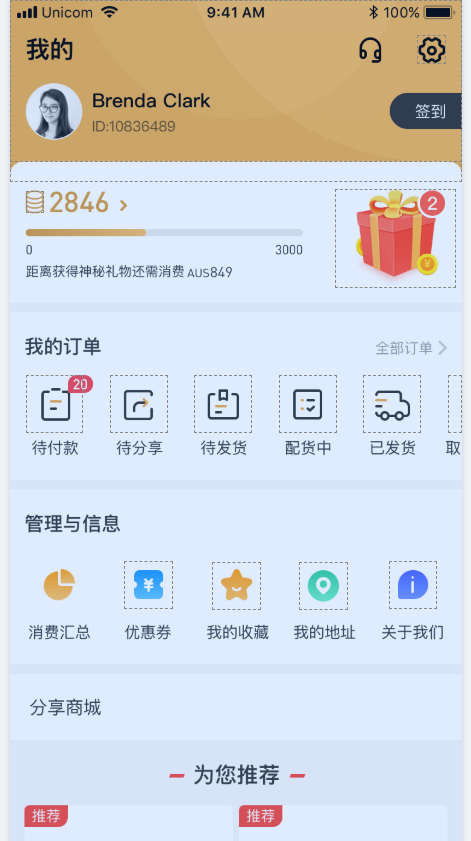 Unicom 9:41 AM 100%
我的
Brenda Clark
ID:10836489
签到
2846
2
0 3000
距离获得神秘礼物还需消费 AUS849
我的订单 全部订单
20
待付款 待分享 待发货 配货中 已发货 取
管理与信息
消费汇总 优惠券 我的收藏 我的地址 关于我们
分享商城
为您推荐
推荐 推荐